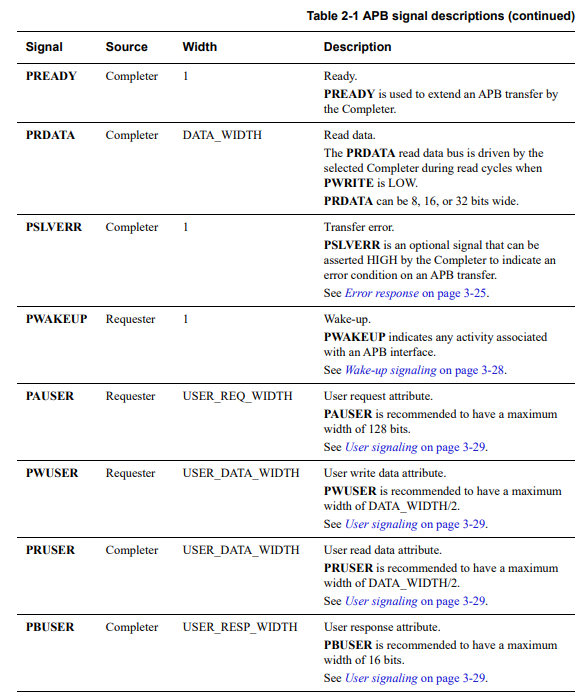 Table 2-1 APB signal descriptions (continued)
Signal Source Width Description
PREADY Completer 1 Ready.
PREADY is used to extend an APB transfer by
the Completer.
PRDATA Completer DATA_WIDTH Read data.
The PRDATA read data bus is driven by the
selected Completer during read cycles when
PWRITE is LOW.
PRDATA can be 8, 16, or 32 bits wide.
PSLVERR Completer 1 Transfer error.
PSLVERR is an optional signal that can be
asserted HIGH by the Completer to indicate an
error condition on an APB transfer.
See Error response on page 3-25.
PWAKEUP Requester 1 Wake-up.
PWAKEUP indicates any activity associated
with an APB interface.
See Wake-up signaling on page 3-28.
PAUSER Requester USER_REQ_WIDTH User request attribute.
PAUSER is recommended to have a maximum
width of 128 bits.
See User signaling on page 3-29.
PWUSER Requester USER_DATA_WIDTH User write data attribute.
PWUSER is recommended to have a maximum
width of DATA_WIDTH/2.
See User signaling on page 3-29.
PRUSER Completer USER_DATA_WIDTH User read data attribute.
PRUSER is recommended to have a maximum
width of DATA_WIDTH/2.
See User signaling on page 3-29.
PBUSER Completer USER_RESP_WIDTH User response attribute.
PBUSER is recommended to have a maximum
width of 16 bits.
See User signaling on page 3-29.